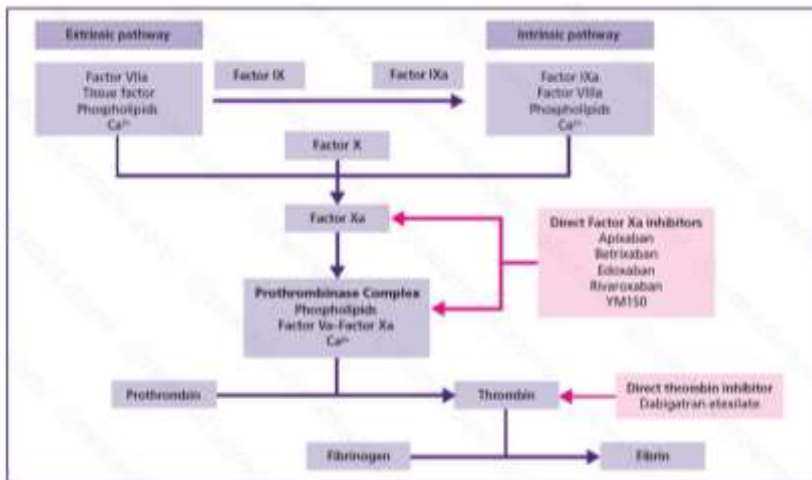 Extrinsic pathway
Intrinsic pathway
Factor VIIa
Tissue factor
Phospholipids
Ca²⁺
Factor IX
Factor IXa
Factor IXa
Factor VIIIa
Phospholipids
Ca²⁺
Factor X
Factor Xa
Direct Factor Xa inhibitors
Apixaban
Betrixaban
Edoxaban
Rivaroxaban
YM150
Prothrombinase Complex
Phospholipids
Factor Va–Factor Xa
Ca²⁺
Prothrombin
Thrombin
Direct thrombin inhibitor
Dabigatran etexilate
Fibrinogen
Fibrin